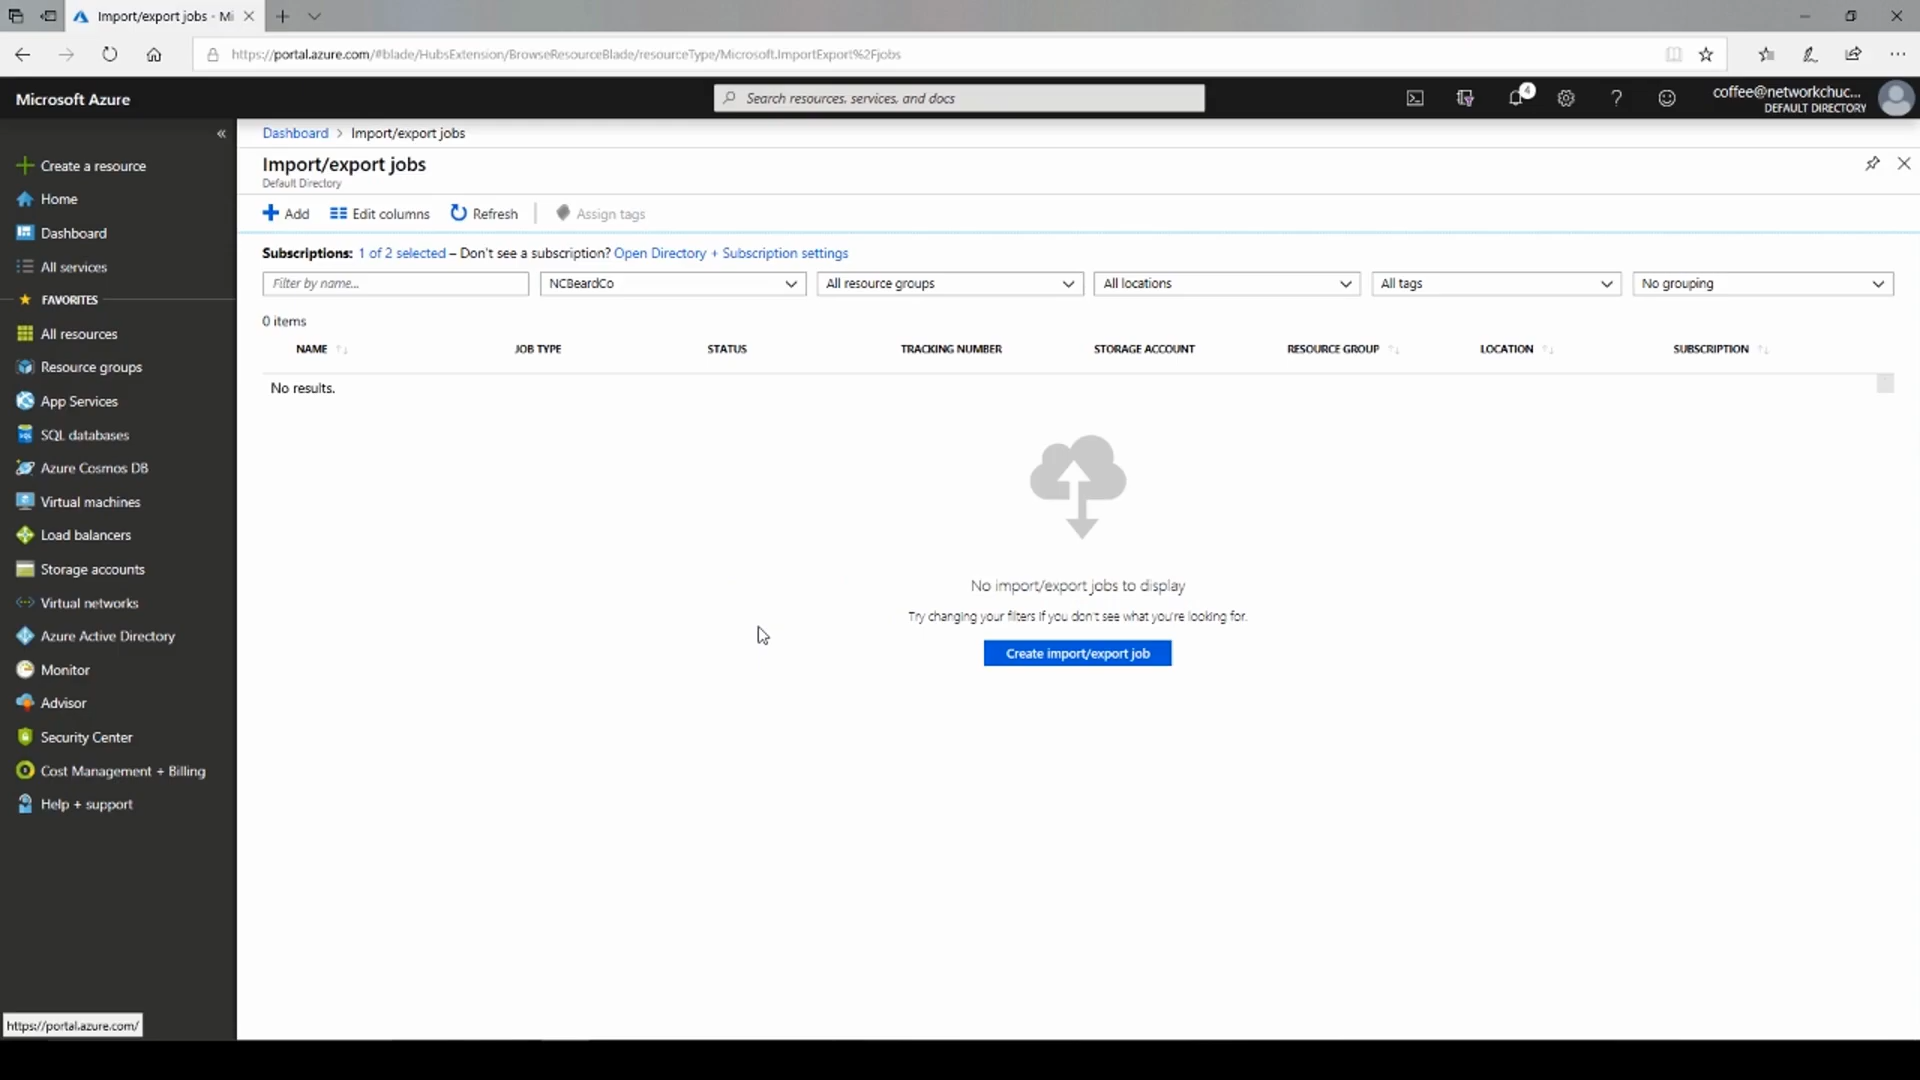 Import/export jobs - Mi
https://portal.azure.com/#blade/HubsExtension/BrowseResourceBlade/resourceType/Microsoft.ImportExport%2Fjobs
Microsoft Azure
Search resources, services, and docs
4
coffee@networkchuc...
DEFAULT DIRECTORY
Create a resource
Home
Dashboard
All services
FAVORITES
All resources
Resource groups
App Services
SQL databases
Azure Cosmos DB
Virtual machines
Load balancers
Storage accounts
Virtual networks
Azure Active Directory
Monitor
Advisor
Security Center
Cost Management + Billing
Help + support
https://portal.azure.com/
Dashboard > Import/export jobs
Import/export jobs
Default Directory
Add Edit columns Refresh Assign tags
Subscriptions: 1 of 2 selected – Don't see a subscription? Open Directory + Subscription settings
Filter by name... NCBeardCo All resource groups All locations All tags No grouping
0 items
NAME JOB TYPE STATUS TRACKING NUMBER STORAGE ACCOUNT RESOURCE GROUP LOCATION SUBSCRIPTION
No results.
No import/export jobs to display
Try changing your filters if you don't see what you're looking for.
Create import/export job